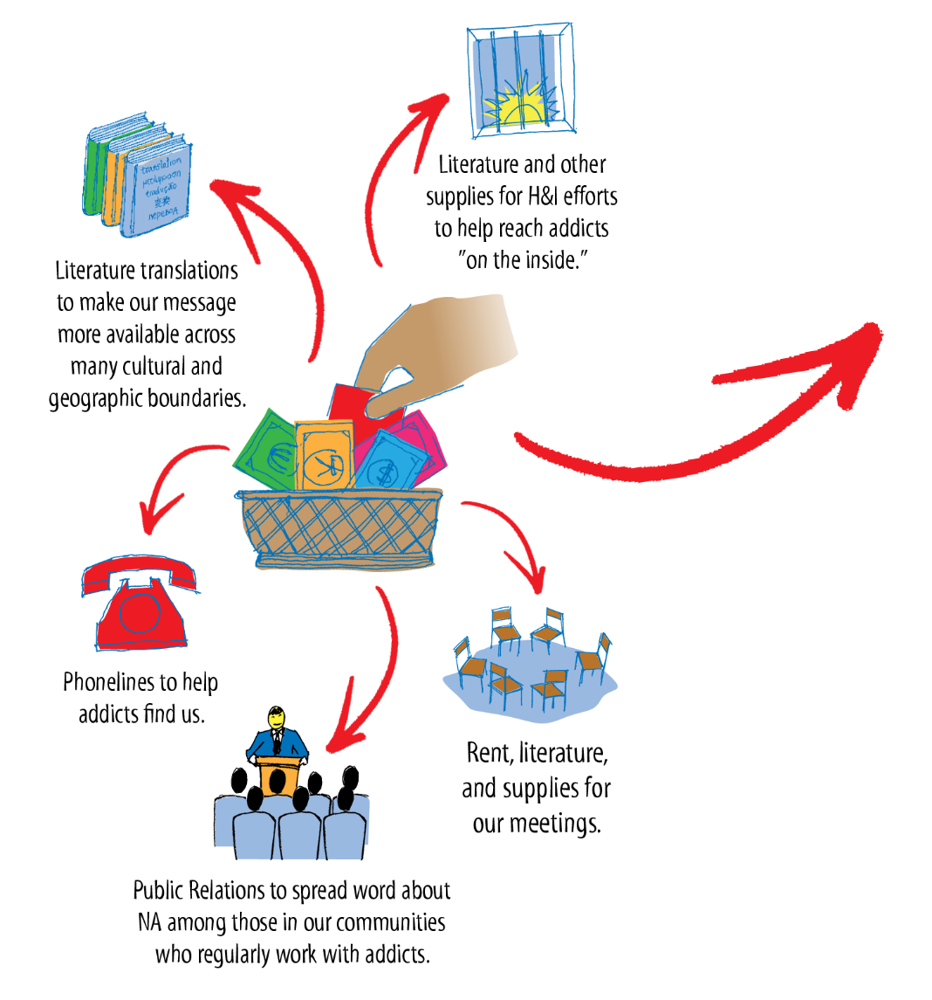 Literature and other
supplies for H&I efforts
to help reach addicts
"on the inside."
translation
tradução
変換
Literature translations
to make our message
more available across
many cultural and
geographic boundaries.
€
$
Phonelines to help
addicts find us.
Rent, literature,
and supplies for
our meetings.
Public Relations to spread word about
NA among those in our communities
who regularly work with addicts.